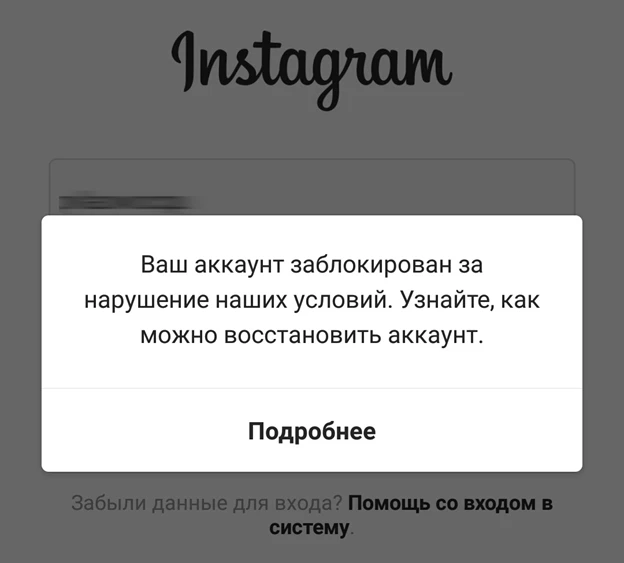 Instagram
Ваш аккаунт заблокирован за
нарушение наших условий. Узнайте, как
можно восстановить аккаунт.
Подробнее
Забыли данные для входа? Помощь со входом в
систему.